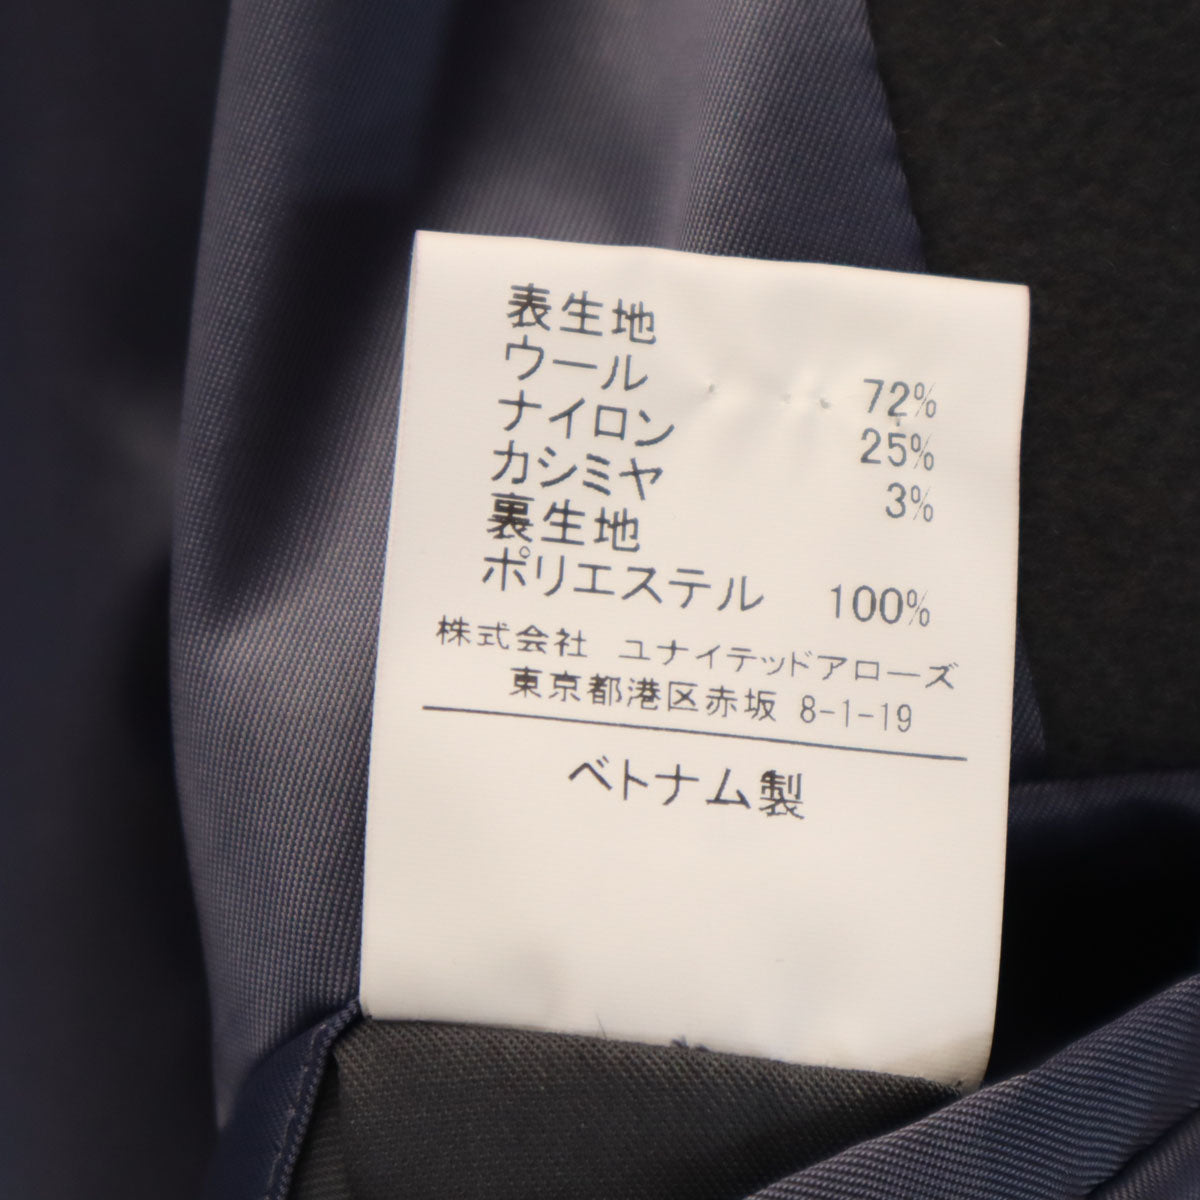 表生地
ウール 72%
ナイロン 25%
カシミヤ 3%
裏生地
ポリエステル 100%
株式会社 ユナイテッドアローズ
東京都港区赤坂 8-1-19
ベトナム製